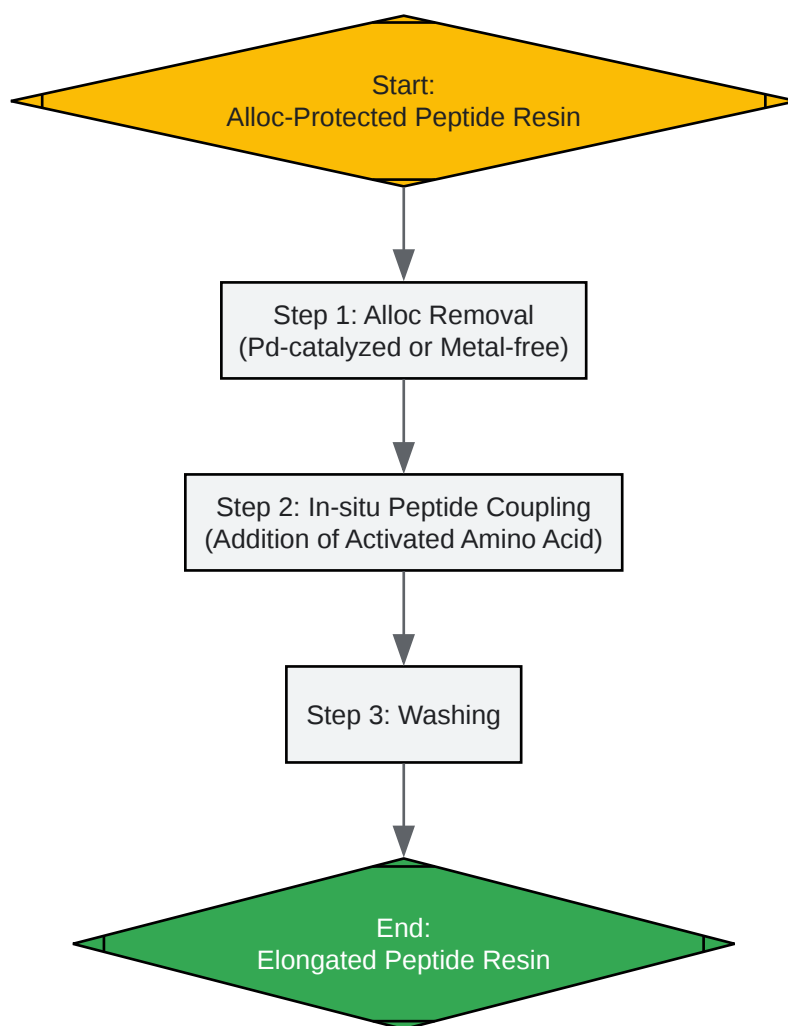 Start:
Alloc-Protected Peptide Resin
Step 1: Alloc Removal
(Pd-catalyzed or Metal-free)
Step 2: In-situ Peptide Coupling
(Addition of Activated Amino Acid)
Step 3: Washing
End:
Elongated Peptide Resin